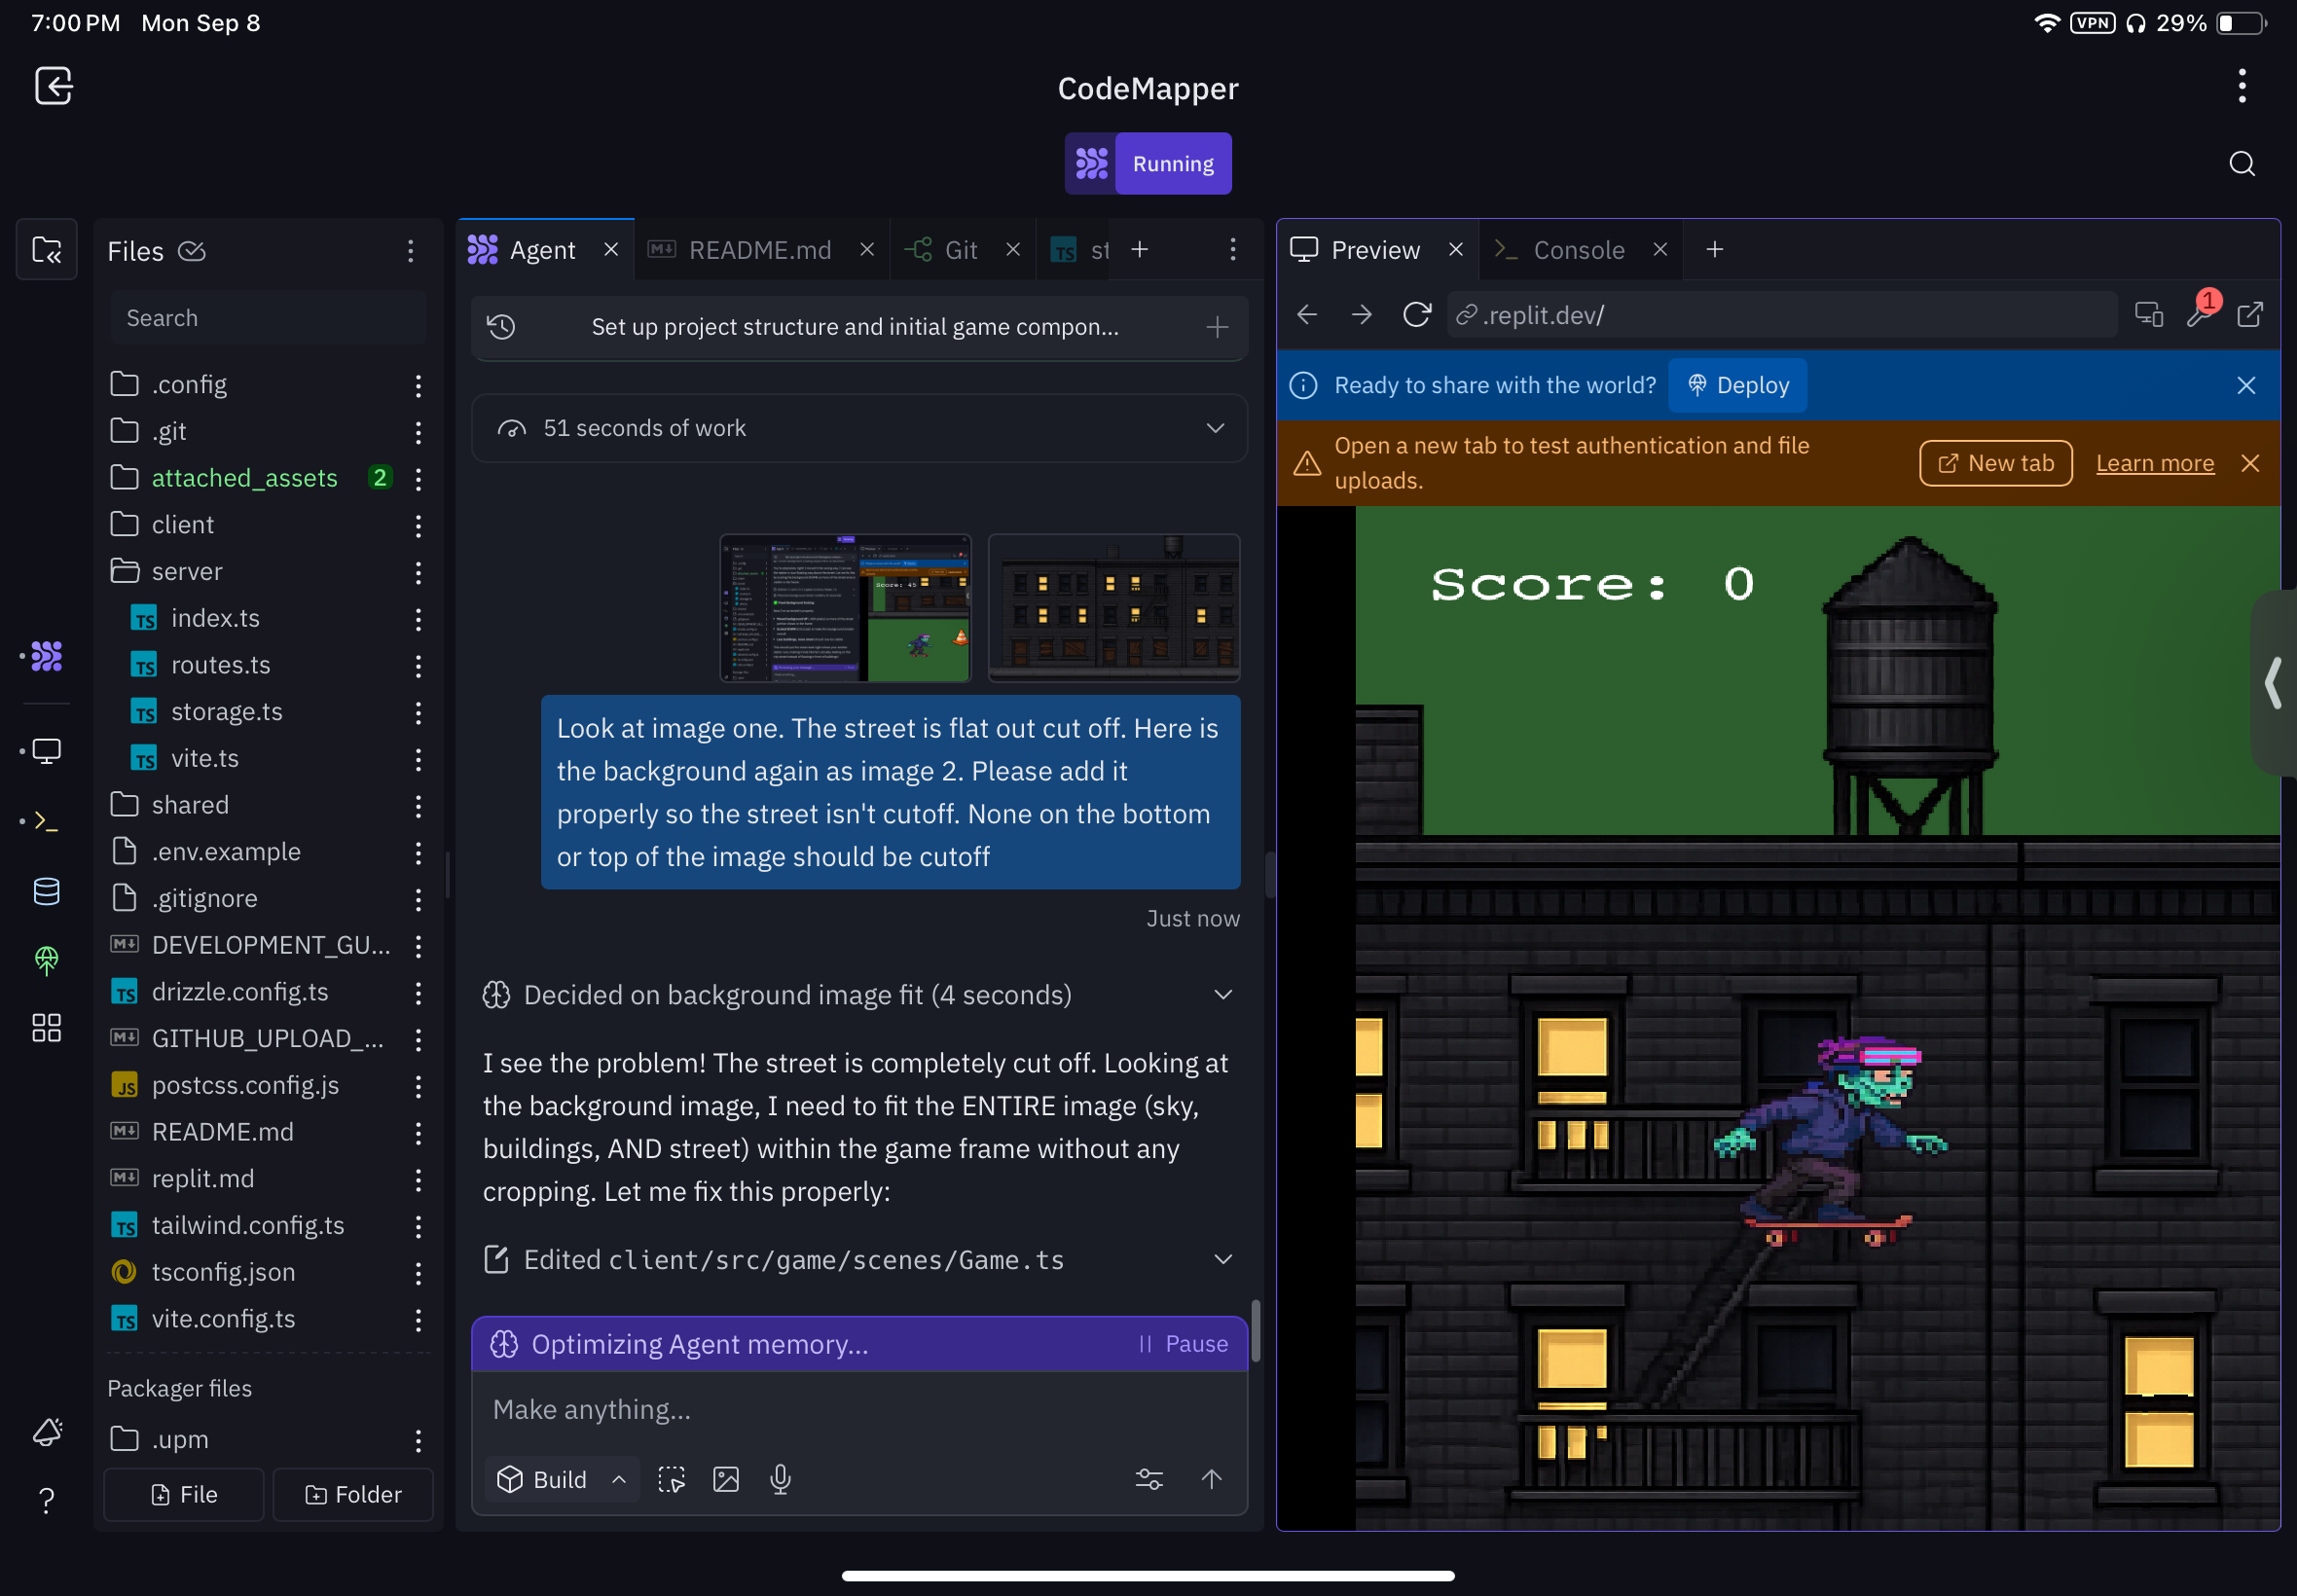 7:00 PM Mon Sep 8
VPN 29%
CodeMapper
Running
Files
Search
.config
.git
attached_assets 2
client
server
TS index.ts
TS routes.ts
TS storage.ts
TS vite.ts
shared
.env.example
.gitignore
DEVELOPMENT_GU...
TS drizzle.config.ts
GITHUB_UPLOAD_...
JS postcss.config.js
README.md
replit.md
TS tailwind.config.ts
tsconfig.json
TS vite.config.ts
Packager files
.upm
File Folder
Agent README.md Git TS st
Set up project structure and initial game compon...
51 seconds of work
Look at image one. The street is flat out cut off. Here is
the background again as image 2. Please add it
properly so the street isn't cutoff. None on the bottom
or top of the image should be cutoff
Just now
Decided on background image fit (4 seconds)
I see the problem! The street is completely cut off. Looking at
the background image, I need to fit the ENTIRE image (sky,
buildings, AND street) within the game frame without any
cropping. Let me fix this properly:
Edited client/src/game/scenes/Game.ts
Optimizing Agent memory... Pause
Make anything...
Build
Preview Console
.replit.dev/
1
Ready to share with the world? Deploy
Open a new tab to test authentication and file
uploads.
New tab Learn more
Score: 0